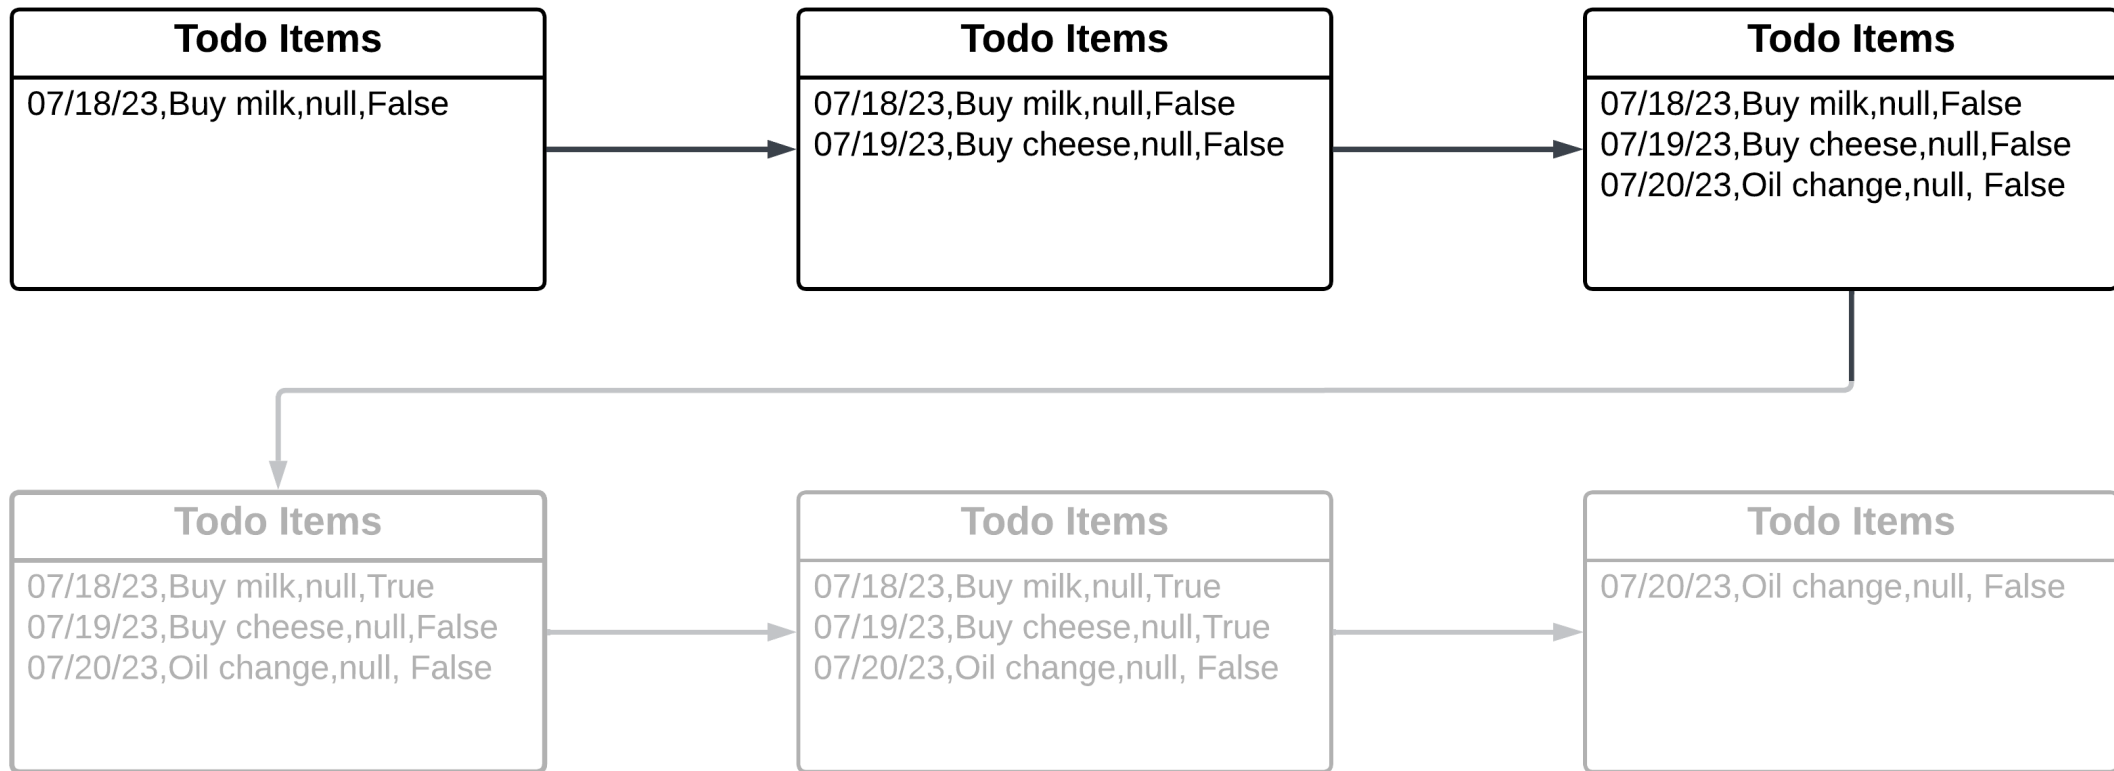 Todo Items
07/18/23,Buy milk,null,False
Todo Items
07/18/23,Buy milk,null,False
07/19/23,Buy cheese,null,False
Todo Items
07/18/23,Buy milk,null,False
07/19/23,Buy cheese,null,False
07/20/23,Oil change,null, False
Todo Items
07/18/23,Buy milk,null,True
07/19/23,Buy cheese,null,False
07/20/23,Oil change,null, False
Todo Items
07/18/23,Buy milk,null,True
07/19/23,Buy cheese,null,True
07/20/23,Oil change,null, False
Todo Items
07/20/23,Oil change,null, False